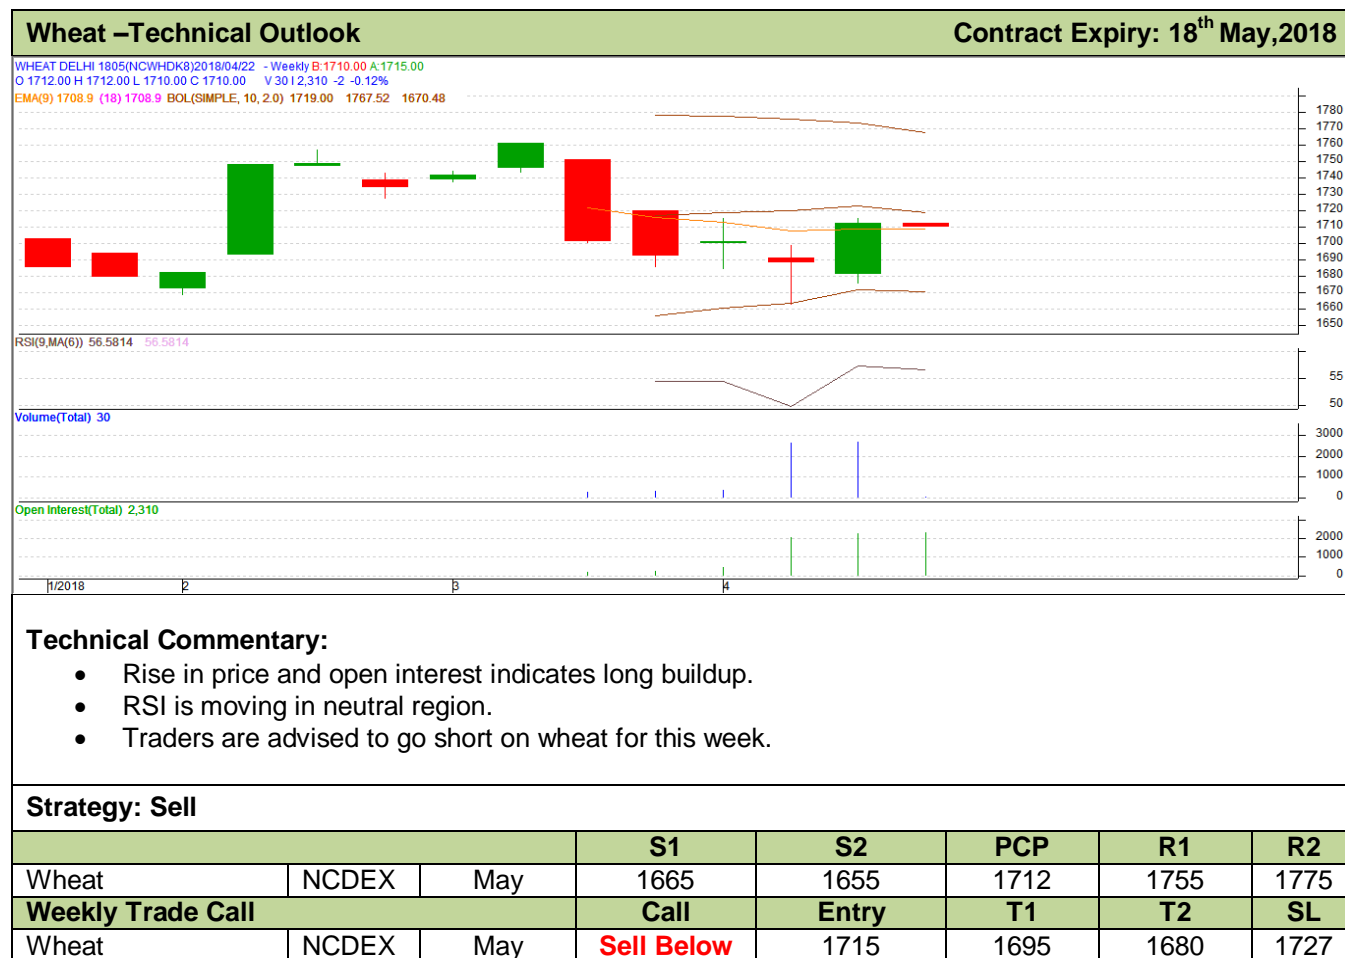 Wheat –Technical Outlook Contract Expiry: 18th May,2018
WHEAT DELHI 1805(NCWHDK8)2018/04/22 - Weekly B:1710.00 A:1715.00
O 1712.00 H 1712.00 L 1710.00 C 1710.00 V 30 I 2,310 -2 -0.12%
EMA(9) 1708.9 (18) 1708.9 BOL(SIMPLE, 10, 2.0) 1719.00 1767.52 1670.48
1780
1770
1760
1750
1740
1730
1720
1710
1700
1690
1680
1670
1660
1650
RSI(9,MA(6)) 56.5814 56.5814
55
50
Volume(Total) 30
3000
2000
1000
0
Open Interest(Total) 2,310
2000
1000
0
1/2018 2 3 4
Technical Commentary:
• Rise in price and open interest indicates long buildup.
• RSI is moving in neutral region.
• Traders are advised to go short on wheat for this week.
Strategy: Sell
S1 S2 PCP R1 R2
Wheat NCDEX May 1665 1655 1712 1755 1775
Weekly Trade Call Call Entry T1 T2 SL
Wheat NCDEX May Sell Below 1715 1695 1680 1727